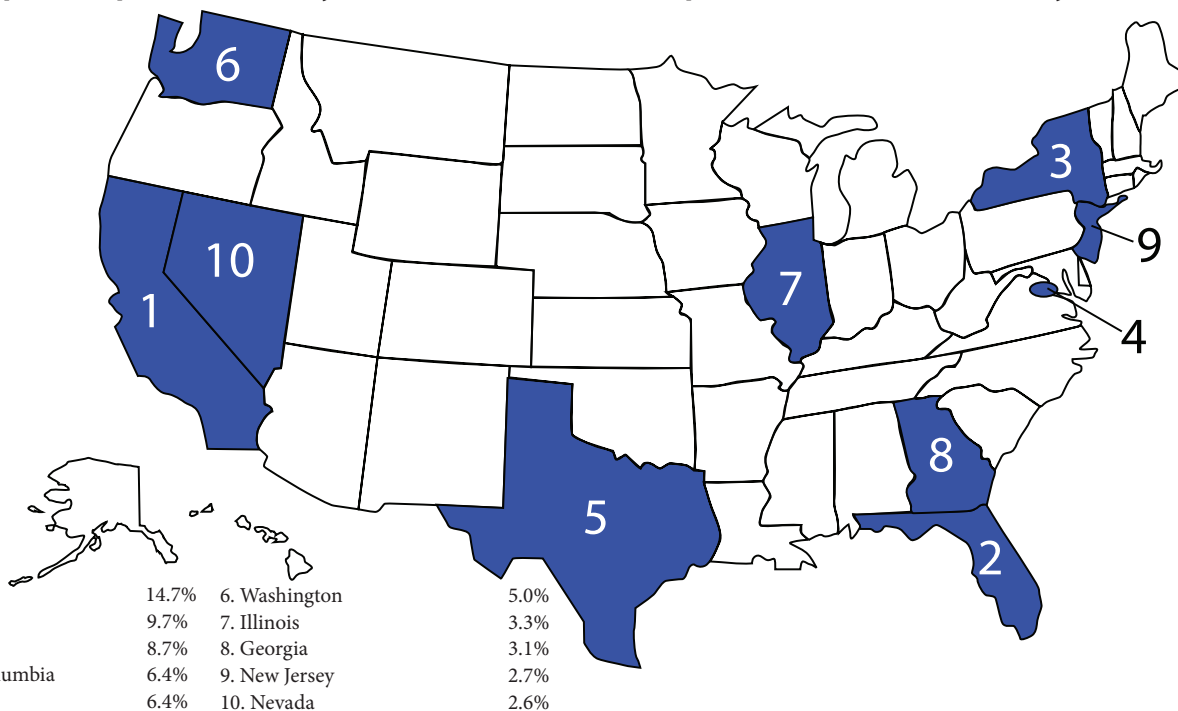 6
3
10
9
7
1
4
8
5
2
14.7% 6. Washington 5.0%
9.7% 7. Illinois 3.3%
8.7% 8. Georgia 3.1%
umbia 6.4% 9. New Jersey 2.7%
6.4% 10. Nevada 2.6%